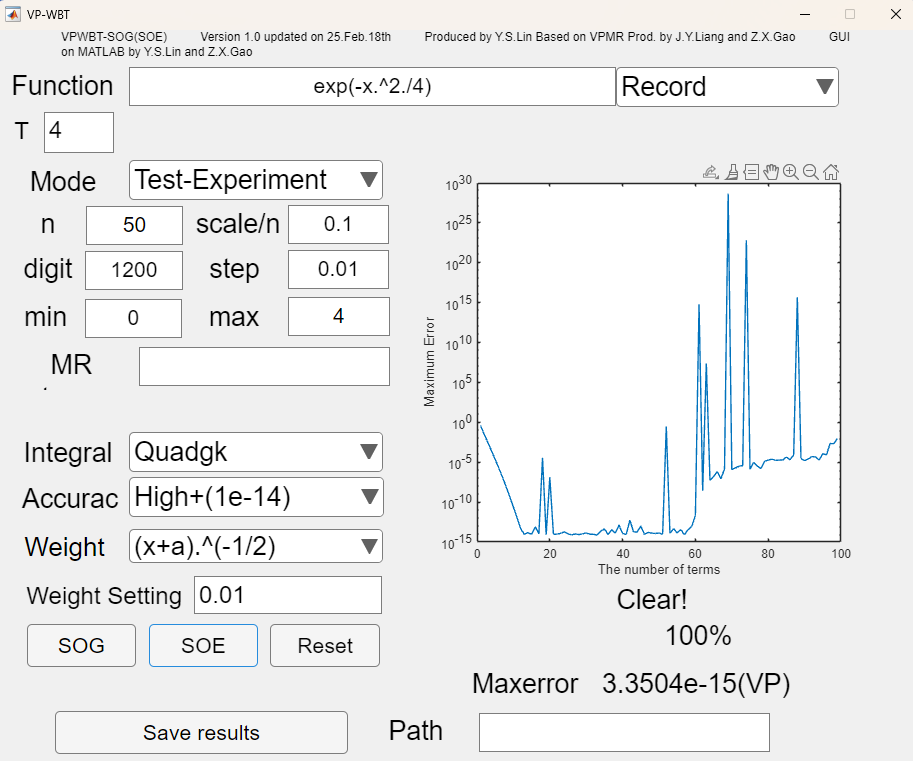 VP-WBT
VPWBT-SOG(SOE) Version 1.0 updated on 25.Feb.18th Produced by Y.S.Lin Based on VPMR Prod. by J.Y.Liang and Z.X.Gao GUI
on MATLAB by Y.S.Lin and Z.X.Gao
Function exp(-x.^2./4) Record
T 4
Mode Test-Experiment
n 50 scale/n 0.1
digit 1200 step 0.01
min 0 max 4
MR
Integral Quadgk
Accurac High+(1e-14)
Weight (x+a).^(-1/2)
Weight Setting 0.01
SOG SOE Reset
Save results
Maximum Error
10^30
10^25
10^20
10^15
10^10
10^5
10^0
10^-5
10^-10
10^-15
0 20 40 60 80 100
The number of terms
Clear!
100%
Maxerror 3.3504e-15(VP)
Path